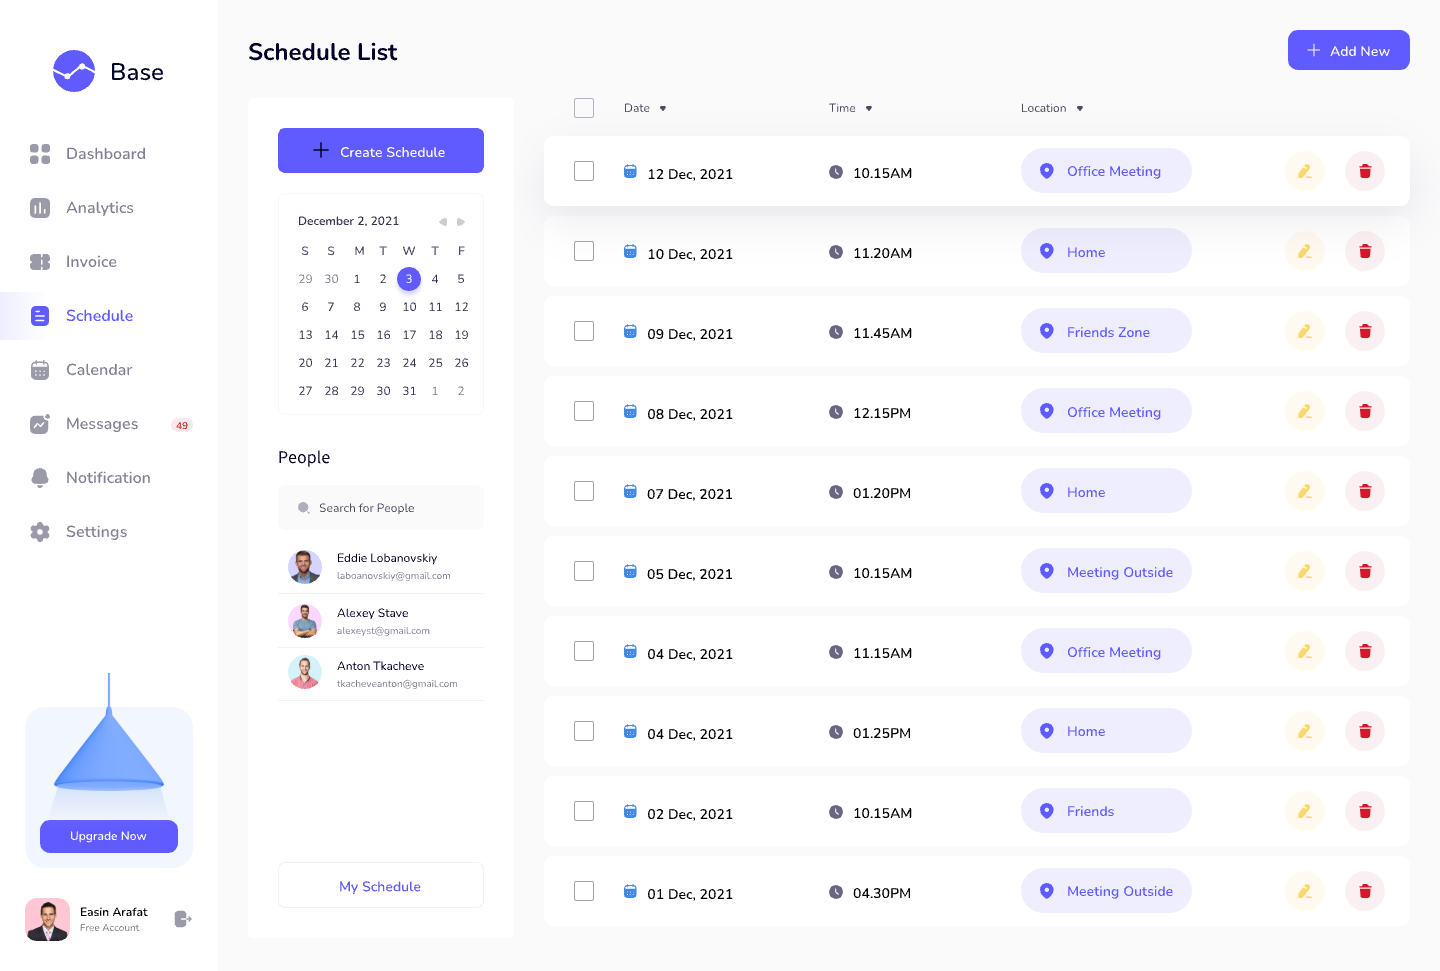 Base
Dashboard
Analytics
Invoice
Schedule
Calendar
Messages 49
Notification
Settings
Upgrade Now
Easin Arafat
Free Account
Schedule List
Add New
Create Schedule
December 2, 2021
S S M T W T F
29 30 1 2 3 4 5
6 7 8 9 10 11 12
13 14 15 16 17 18 19
20 21 22 23 24 25 26
27 28 29 30 31 1 2
People
Search for People
Eddie Lobanovskiy
laboanovskiy@gmail.com
Alexey Stave
alexeyst@gmail.com
Anton Tkacheve
tkacheveanton@gmail.com
My Schedule
Date Time Location
12 Dec, 2021 10.15AM Office Meeting
10 Dec, 2021 11.20AM Home
09 Dec, 2021 11.45AM Friends Zone
08 Dec, 2021 12.15PM Office Meeting
07 Dec, 2021 01.20PM Home
05 Dec, 2021 10.15AM Meeting Outside
04 Dec, 2021 11.15AM Office Meeting
04 Dec, 2021 01.25PM Home
02 Dec, 2021 10.15AM Friends
01 Dec, 2021 04.30PM Meeting Outside